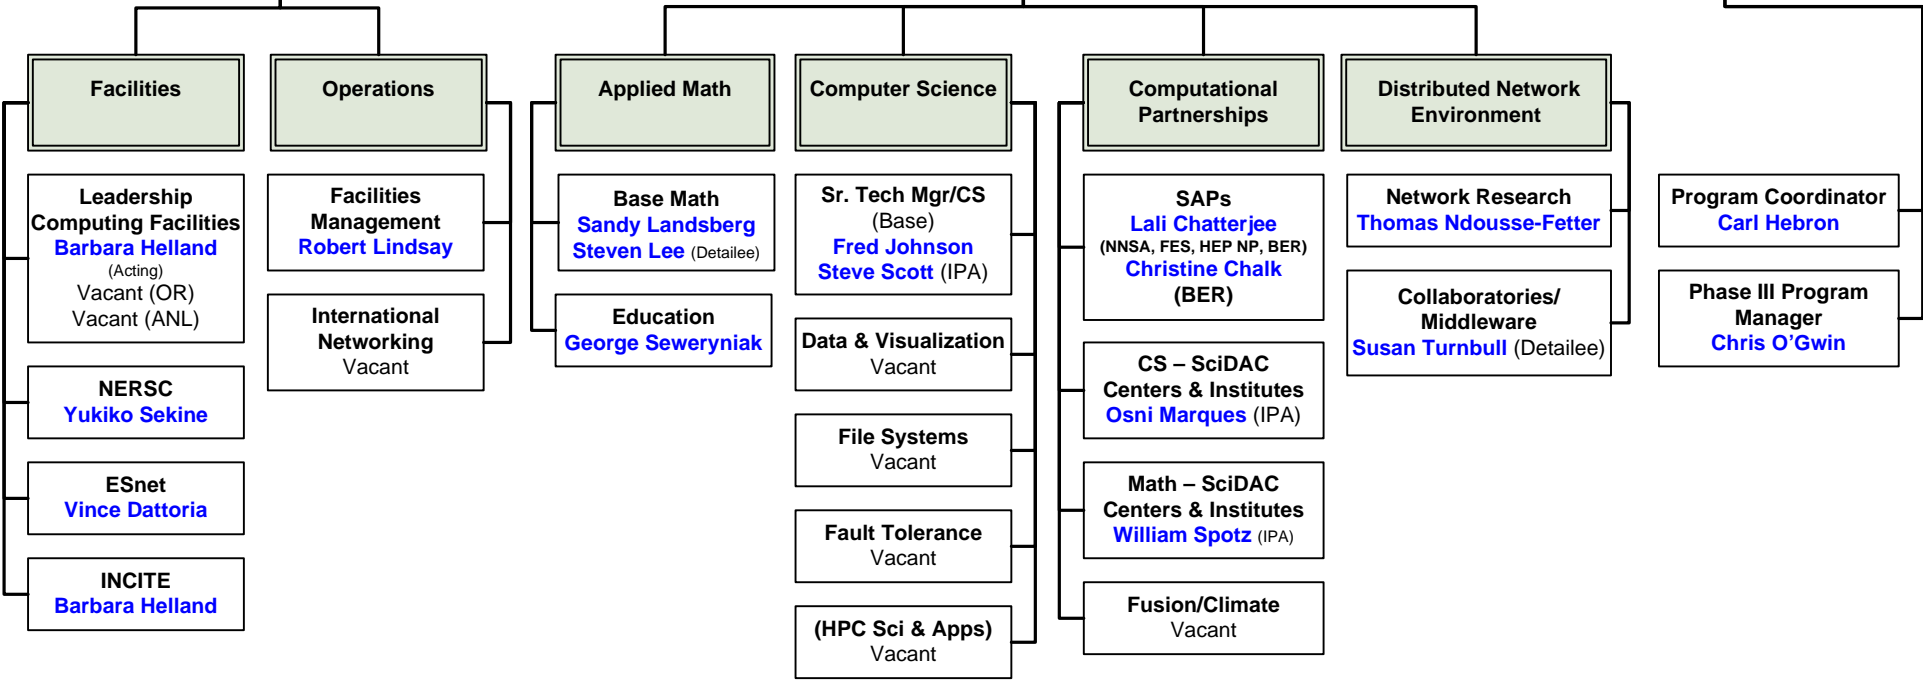 Facilities
Leadership
Computing Facilities
Barbara Helland
(Acting)
Vacant (OR)
Vacant (ANL)
NERSC
Yukiko Sekine
ESnet
Vince Dattoria
INCITE
Barbara Helland
Operations
Facilities
Management
Robert Lindsay
International
Networking
Vacant
Applied Math
Base Math
Sandy Landsberg
Steven Lee (Detailee)
Education
George Seweryniak
Computer Science
Sr. Tech Mgr/CS
(Base)
Fred Johnson
Steve Scott (IPA)
Data & Visualization
Vacant
File Systems
Vacant
Fault Tolerance
Vacant
(HPC Sci & Apps)
Vacant
Computational
Partnerships
SAPs
Lali Chatterjee
(NNSA, FES, HEP NP, BER)
Christine Chalk
(BER)
CS – SciDAC
Centers & Institutes
Osni Marques (IPA)
Math – SciDAC
Centers & Institutes
William Spotz (IPA)
Fusion/Climate
Vacant
Distributed Network
Environment
Network Research
Thomas Ndousse-Fetter
Collaboratories/
Middleware
Susan Turnbull (Detailee)
Program Coordinator
Carl Hebron
Phase III Program
Manager
Chris O’Gwin